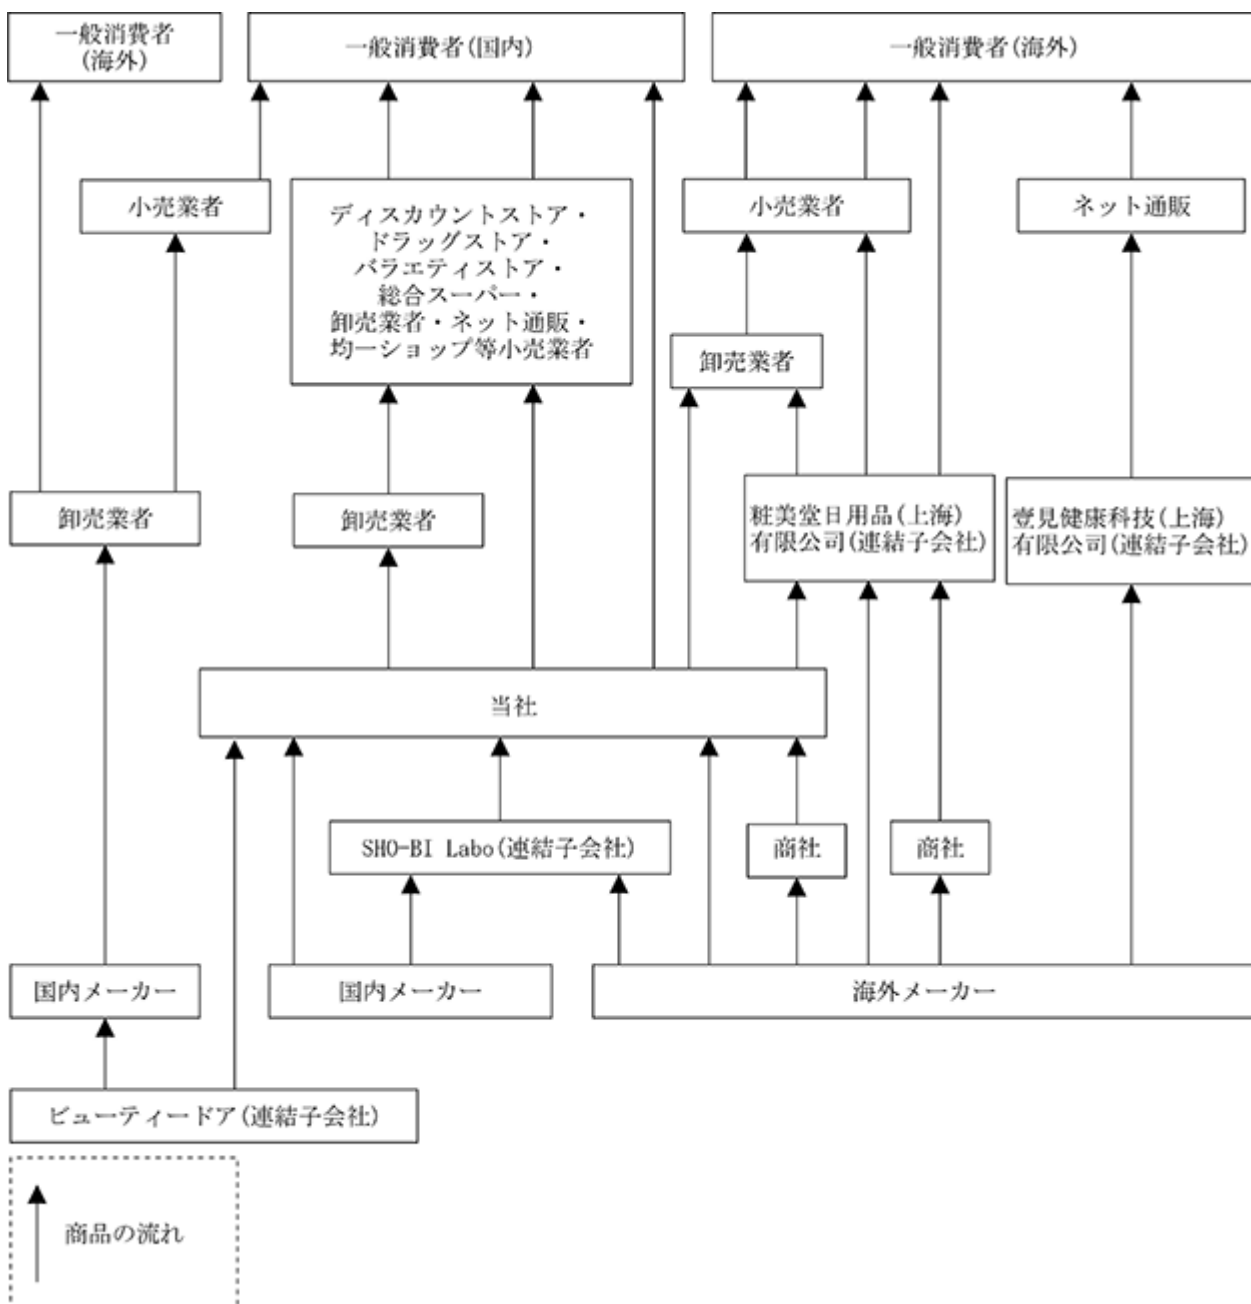 一般消費者
(海外)
一般消費者(国内)
一般消費者(海外)
小売業者
ディスカウントストア・
ドラッグストア・
バラエティストア・
総合スーパー・
卸売業者・ネット通販・
均一ショップ等小売業者
小売業者
ネット通販
卸売業者
卸売業者
卸売業者
粧美堂日用品(上海)
有限公司(連結子会社)
壹見健康科技(上海)
有限公司(連結子会社)
当社
SHO-BI Labo(連結子会社)
商社
商社
国内メーカー
国内メーカー
海外メーカー
ビューティードア(連結子会社)
商品の流れ